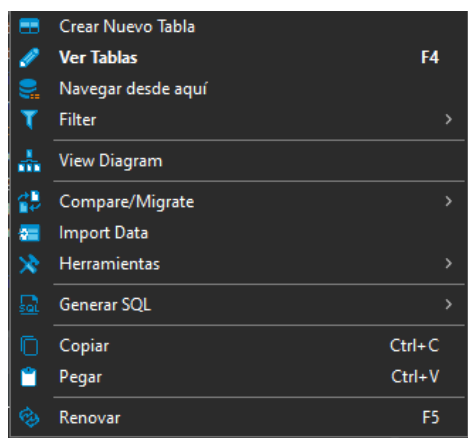 Crear Nuevo Tabla
Ver Tablas F4
Navegar desde aquí
Filter
View Diagram
Compare/Migrate
Import Data
Herramientas
SQL Generar SQL
Copiar Ctrl+C
Pegar Ctrl+V
Renovar F5